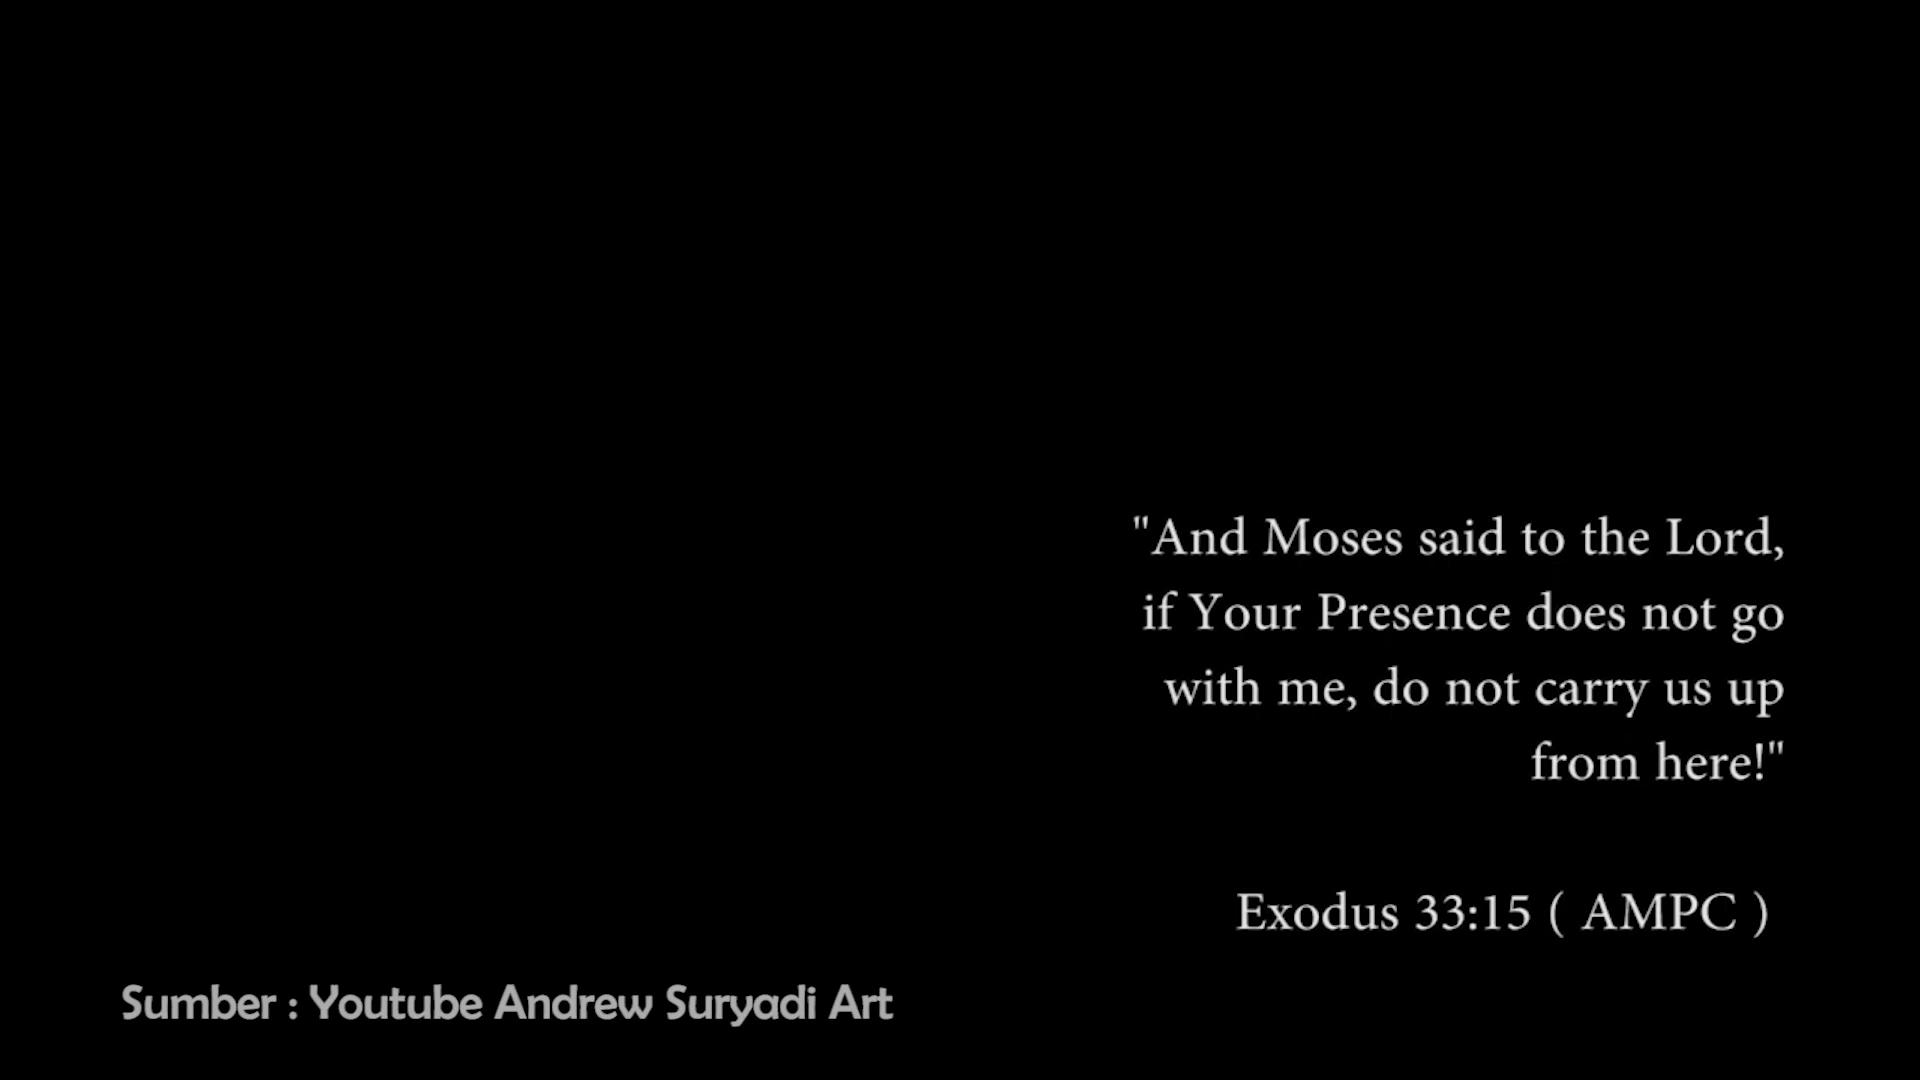 "And Moses said to the Lord,
if Your Presence does not go
with me, do not carry us up
from here!"
Exodus 33:15 ( AMPC )
Sumber : Youtube Andrew Suryadi Art